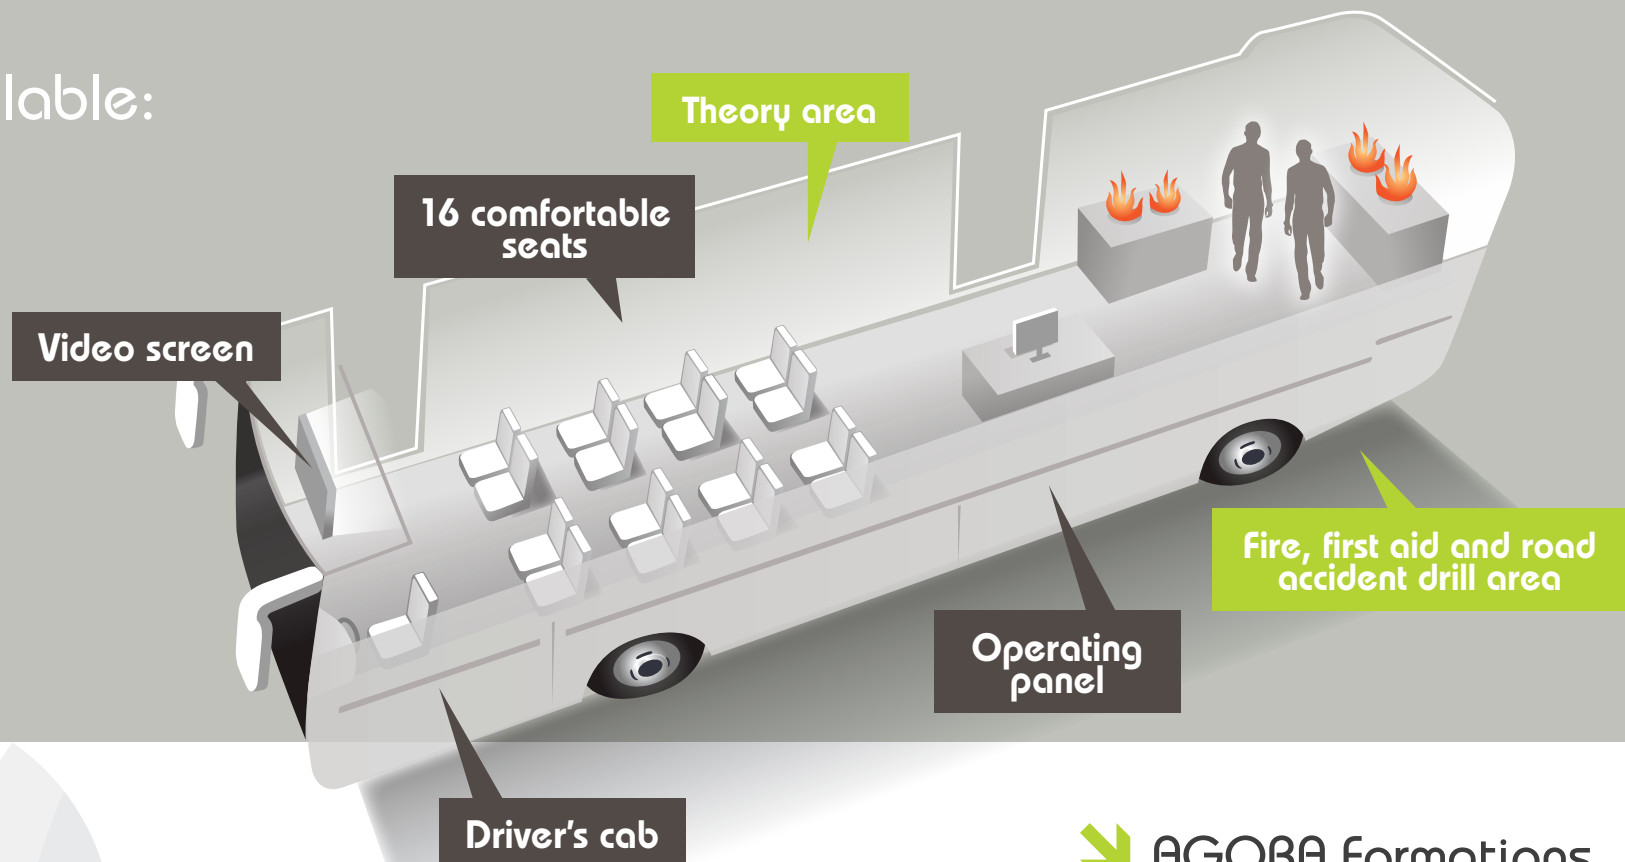 lable:
Theory area
16 comfortable
seats
Video screen
Fire, first aid and road
accident drill area
Operating
panel
Driver's cab
AGORA Formations